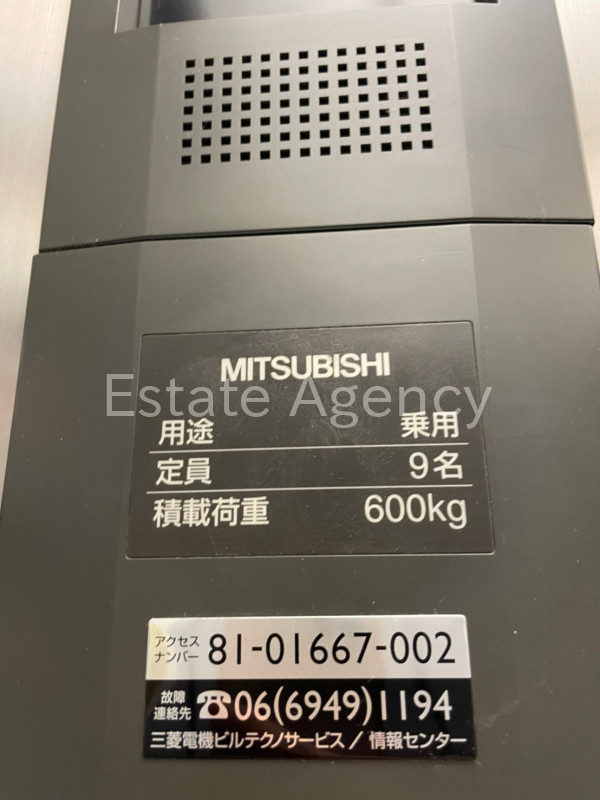 MITSUBISHI
Estate Agency
用途 乗用
定員 9名
積載荷重 600kg
アクセス
ナンバー 81-01667-002
故障
連絡先 ☎06(6949)1194
三菱電機ビルテクノサービス/情報センター